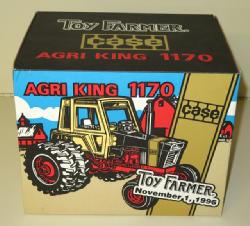 TOY FARMER
CASE
AGRI KING 1170
AGRI KING 1170
case
TOY FARMER
November 1, 1996